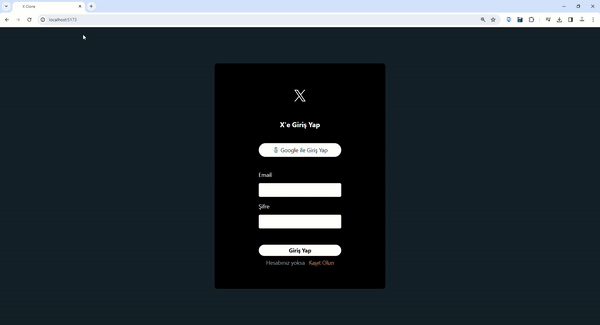 X Clone
localhost:5173
X'e Giriş Yap
Google ile Giriş Yap
Email
Şifre
Giriş Yap
Hesabınız yoksa Kayıt Olun